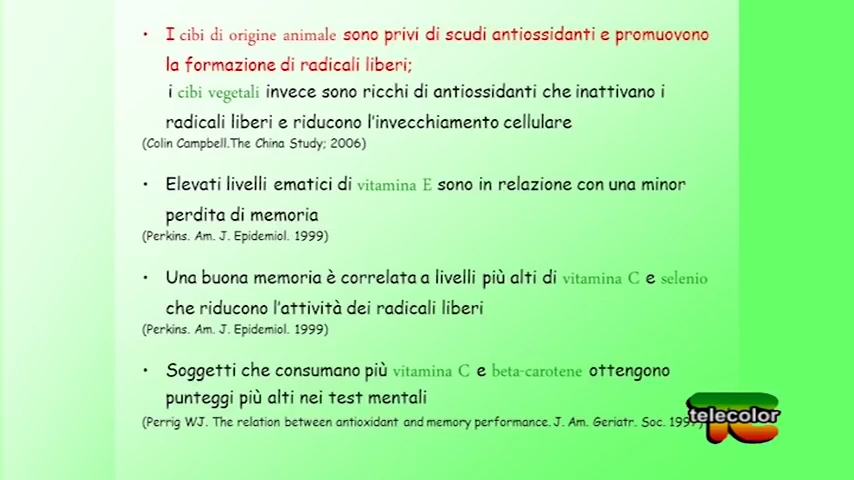 • I cibi di origine animale sono privi di scudi antiossidanti e promuovono
la formazione di radicali liberi;
i cibi vegetali invece sono ricchi di antiossidanti che inattivano i
radicali liberi e riducono l'invecchiamento cellulare
(Colin Campbell.The China Study; 2006)
• Elevati livelli ematici di vitamina E sono in relazione con una minor
perdita di memoria
(Perkins. Am. J. Epidemiol. 1999)
• Una buona memoria è correlata a livelli più alti di vitamina C e selenio
che riducono l'attività dei radicali liberi
(Perkins. Am. J. Epidemiol. 1999)
• Soggetti che consumano più vitamina C e beta-carotene ottengono
punteggi più alti nei test mentali
(Perrig WJ. The relation between antioxidant and memory performance. J. Am. Geriatr. Soc.
telecolor